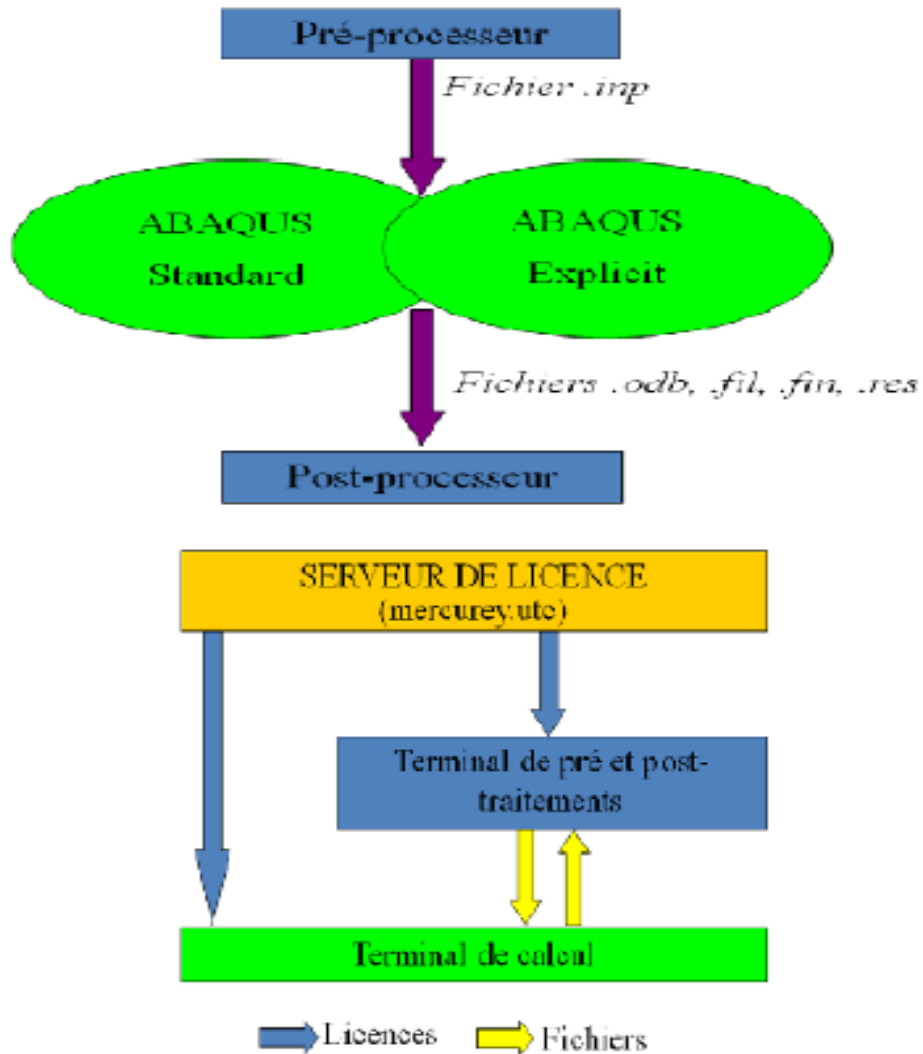 Pré-processeur
Fichier .inp
ABAQUS
Standard
ABAQUS
Explicit
Fichiers .odb, .fil, .fin, .res
Post-processeur
SERVEUR DE LICENCE
(mercurey.utc)
Terminal de pré et post-
traitements
Terminal de calcul
Licences
Fichiers